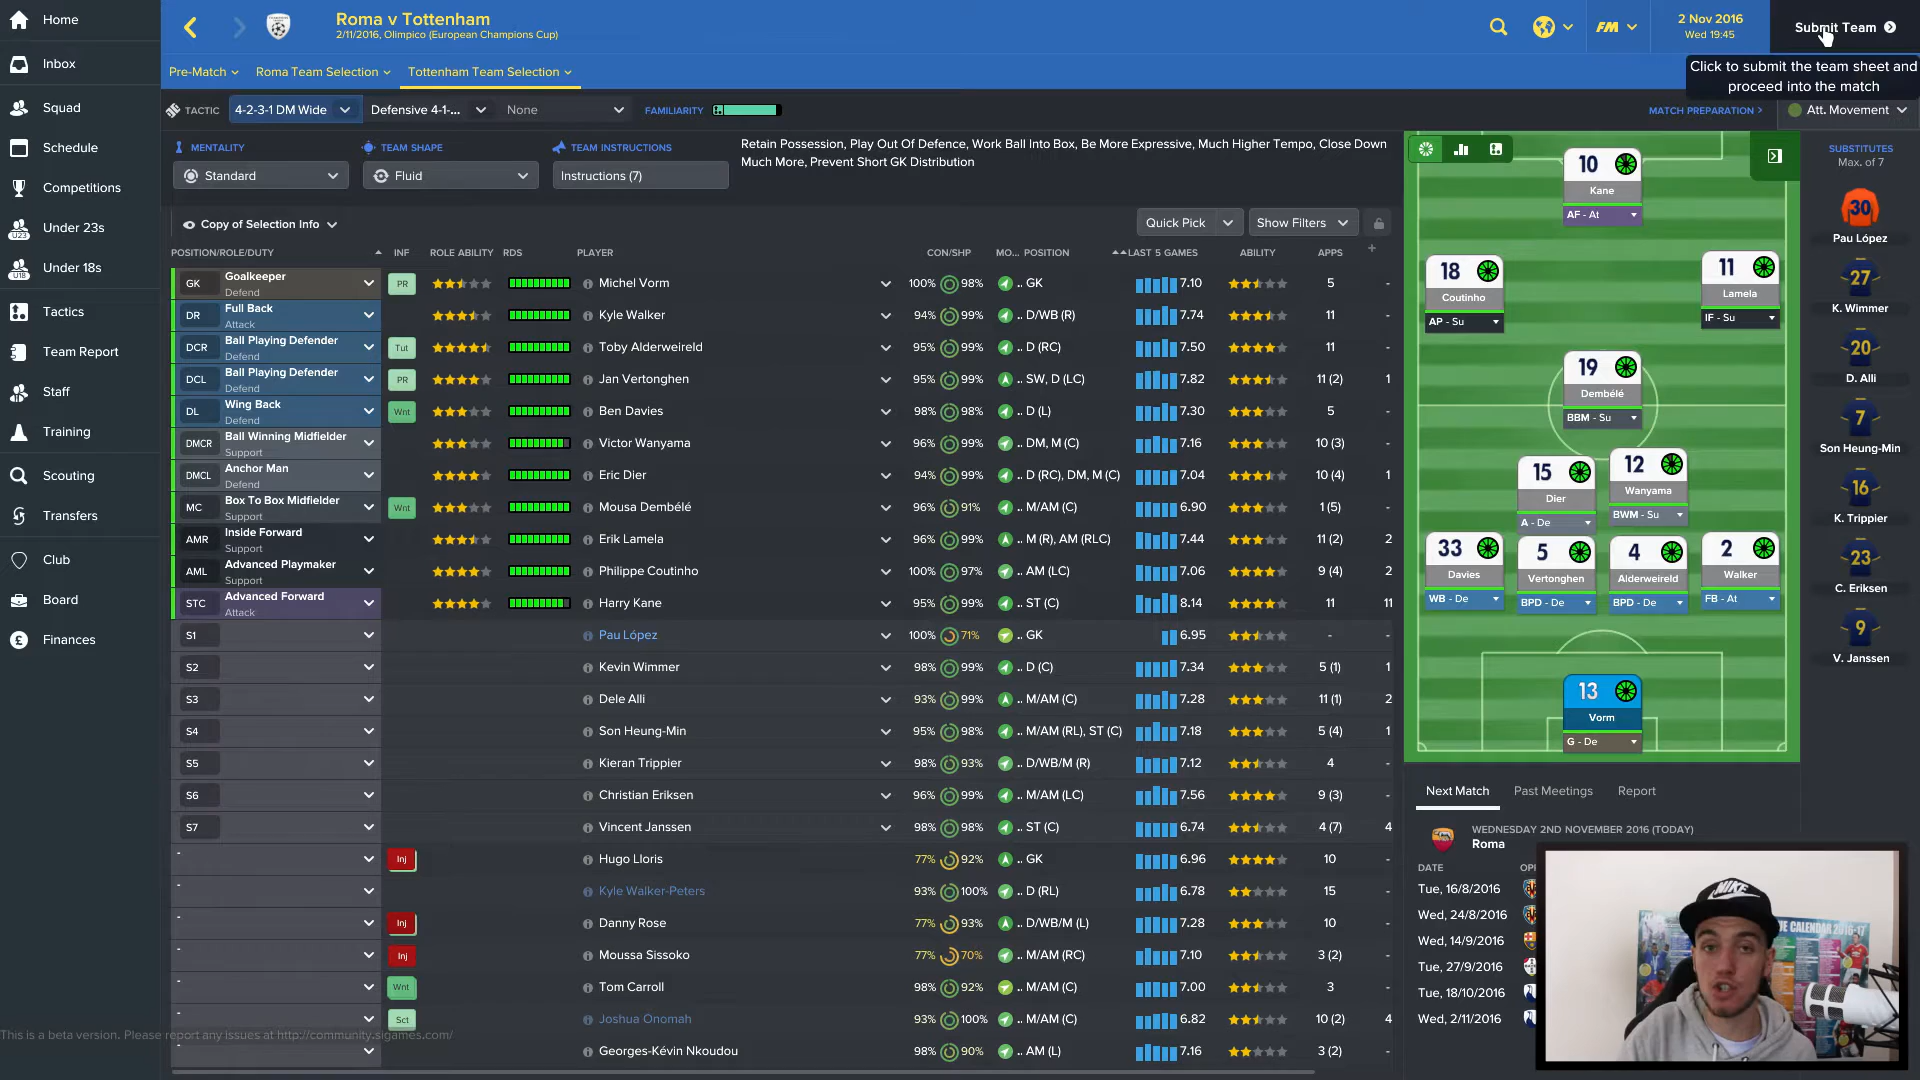 Home
Inbox
Squad
Schedule
Competitions
Under 23s
Under 18s
Tactics
Team Report
Staff
Training
Scouting
Transfers
Club
Board
Finances
Roma v Tottenham
2/11/2016, Olimpico (European Champions Cup)
FM
2 Nov 2016
Wed 19:45
Submit Team
Click to submit the team sheet and
proceed into the match
Pre-Match
Roma Team Selection
Tottenham Team Selection
TACTIC
4-2-3-1 DM Wide
Defensive 4-1-...
None
FAMILIARITY
MATCH PREPARATION >
Att. Movement
MENTALITY
Standard
TEAM SHAPE
Fluid
TEAM INSTRUCTIONS
Instructions (7)
Retain Possession, Play Out Of Defence, Work Ball Into Box, Be More Expressive, Much Higher Tempo, Close Down
Much More, Prevent Short GK Distribution
Copy of Selection Info
Quick Pick
Show Filters
POSITION/ROLE/DUTY INF ROLE ABILITY RDS PLAYER CON/SHP MO... POSITION LAST 5 GAMES ABILITY APPS
GK Goalkeeper Defend PR Michel Vorm 100% 98% .. GK 7.10 5 -
DR Full Back Attack Kyle Walker 94% 99% .. D/WB (R) 7.74 11 -
DCR Ball Playing Defender Defend Tut Toby Alderweireld 95% 99% .. D (RC) 7.50 11 -
DCL Ball Playing Defender Defend PR Jan Vertonghen 95% 99% .. SW, D (LC) 7.82 11 (2) 1
DL Wing Back Defend Wnt Ben Davies 98% 98% .. D (L) 7.30 5 -
DMCR Ball Winning Midfielder Support Victor Wanyama 96% 99% .. DM, M (C) 7.16 10 (3) -
DMCL Anchor Man Defend Eric Dier 94% 99% .. D (RC), DM, M (C) 7.04 10 (4) 1
MC Box To Box Midfielder Support Wnt Mousa Dembélé 96% 91% .. M/AM (C) 6.90 1 (5) -
AMR Inside Forward Support Erik Lamela 96% 99% .. M (R), AM (RLC) 7.44 11 (2) 2
AML Advanced Playmaker Support Philippe Coutinho 100% 97% .. AM (LC) 7.06 9 (4) 2
STC Advanced Forward Attack Harry Kane 95% 99% .. ST (C) 8.14 11 11
S1 Pau López 100% 71% .. GK 6.95 - -
S2 Kevin Wimmer 98% 99% .. D (C) 7.34 5 (1) 1
S3 Dele Alli 93% 99% .. M/AM (C) 7.28 11 (1) 2
S4 Son Heung-Min 95% 98% .. M/AM (RL), ST (C) 7.18 5 (4) 1
S5 Kieran Trippier 98% 93% .. D/WB/M (R) 7.12 4 -
S6 Christian Eriksen 96% 99% .. M/AM (LC) 7.56 9 (3) -
S7 Vincent Janssen 98% 98% .. ST (C) 6.74 4 (7) 4
- Inj Hugo Lloris 77% 92% .. GK 6.96 10 -
- Kyle Walker-Peters 93% 100% .. D (RL) 6.78 15 -
- Inj Danny Rose 77% 93% .. D/WB/M (L) 7.28 10 -
- Inj Moussa Sissoko 77% 70% .. M/AM (RC) 7.10 3 (2) -
- Wnt Tom Carroll 98% 92% .. M/AM (C) 7.00 3 -
- Sct Joshua Onomah 93% 100% .. M/AM (C) 6.82 10 (2) 4
- Georges-Kévin Nkoudou 98% 90% .. AM (L) 7.16 3 (2) -
This is a beta version. Please report any issues at http://community.sigames.com/
10
Kane
AF - At
18
Coutinho
AP - Su
11
Lamela
IF - Su
19
Dembélé
BBM - Su
15
Dier
A - De
12
Wanyama
BWM - Su
33
Davies
WB - De
5
Vertonghen
BPD - De
4
Alderweireld
BPD - De
2
Walker
FB - At
13
Vorm
G - De
SUBSTITUTES
Max. of 7
30
Pau López
27
K. Wimmer
20
D. Alli
7
Son Heung-Min
16
K. Trippier
23
C. Eriksen
9
V. Janssen
Next Match
Past Meetings
Report
WEDNESDAY 2ND NOVEMBER 2016 (TODAY)
Roma
DATE
Tue, 16/8/2016
Wed, 24/8/2016
Wed, 14/9/2016
Tue, 27/9/2016
Tue, 18/10/2016
Wed, 2/11/2016
NIKE
CALENDAR 2016-17